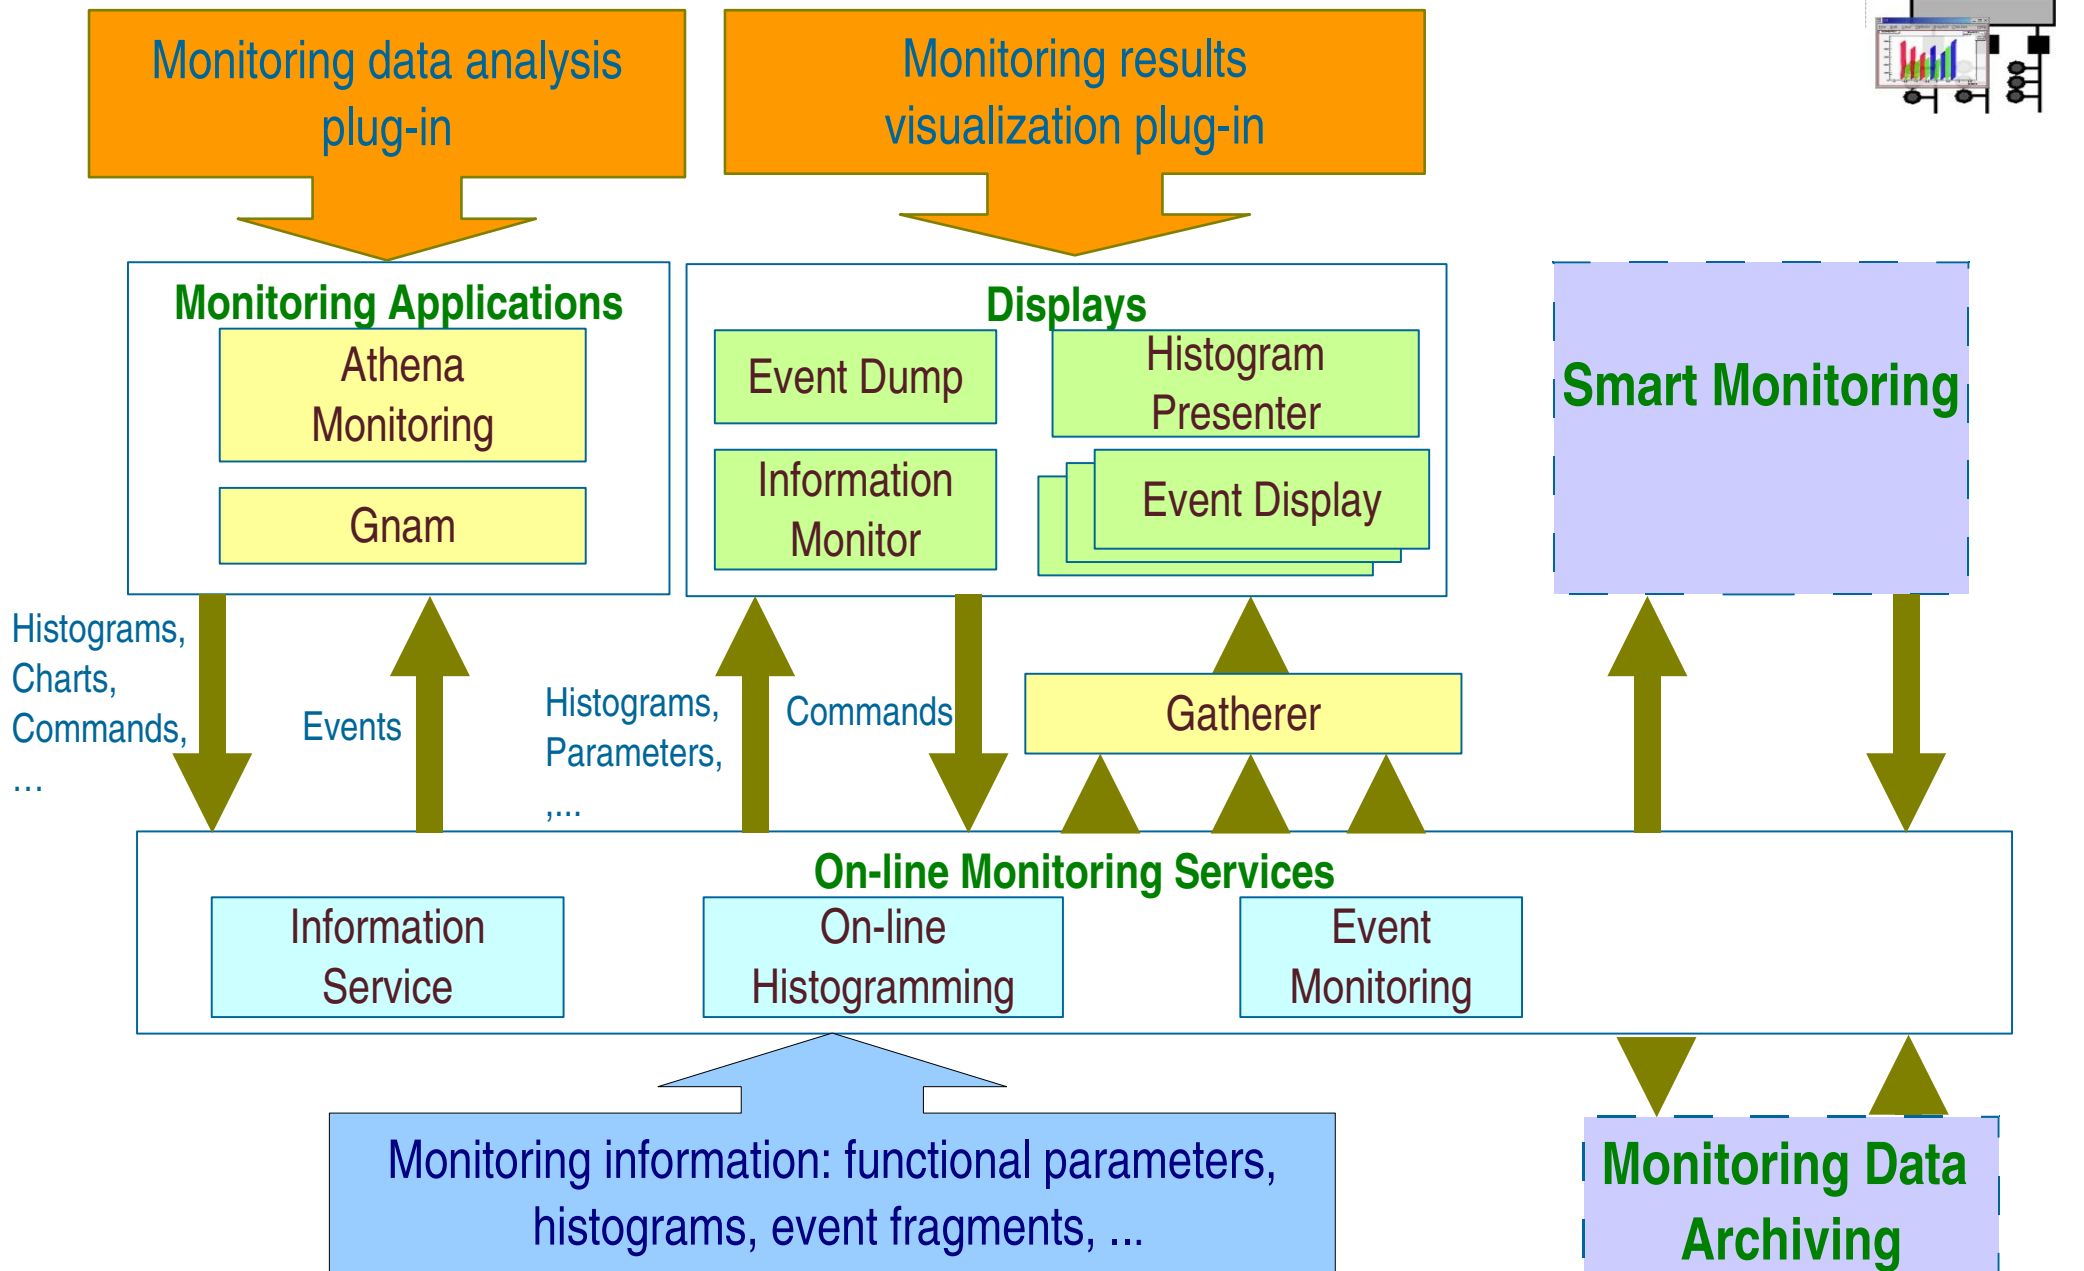 Monitoring data analysis
plug-in
Monitoring results
visualization plug-in
Monitoring Applications
Athena
Monitoring
Gnam
Displays
Event Dump
Histogram
Presenter
Information
Monitor
Event Display
Smart Monitoring
Histograms,
Charts,
Commands,
…
Events
Histograms,
Parameters,
,...
Commands
Gatherer
On-line Monitoring Services
Information
Service
On-line
Histogramming
Event
Monitoring
Monitoring information: functional parameters,
histograms, event fragments, ...
Monitoring Data
Archiving